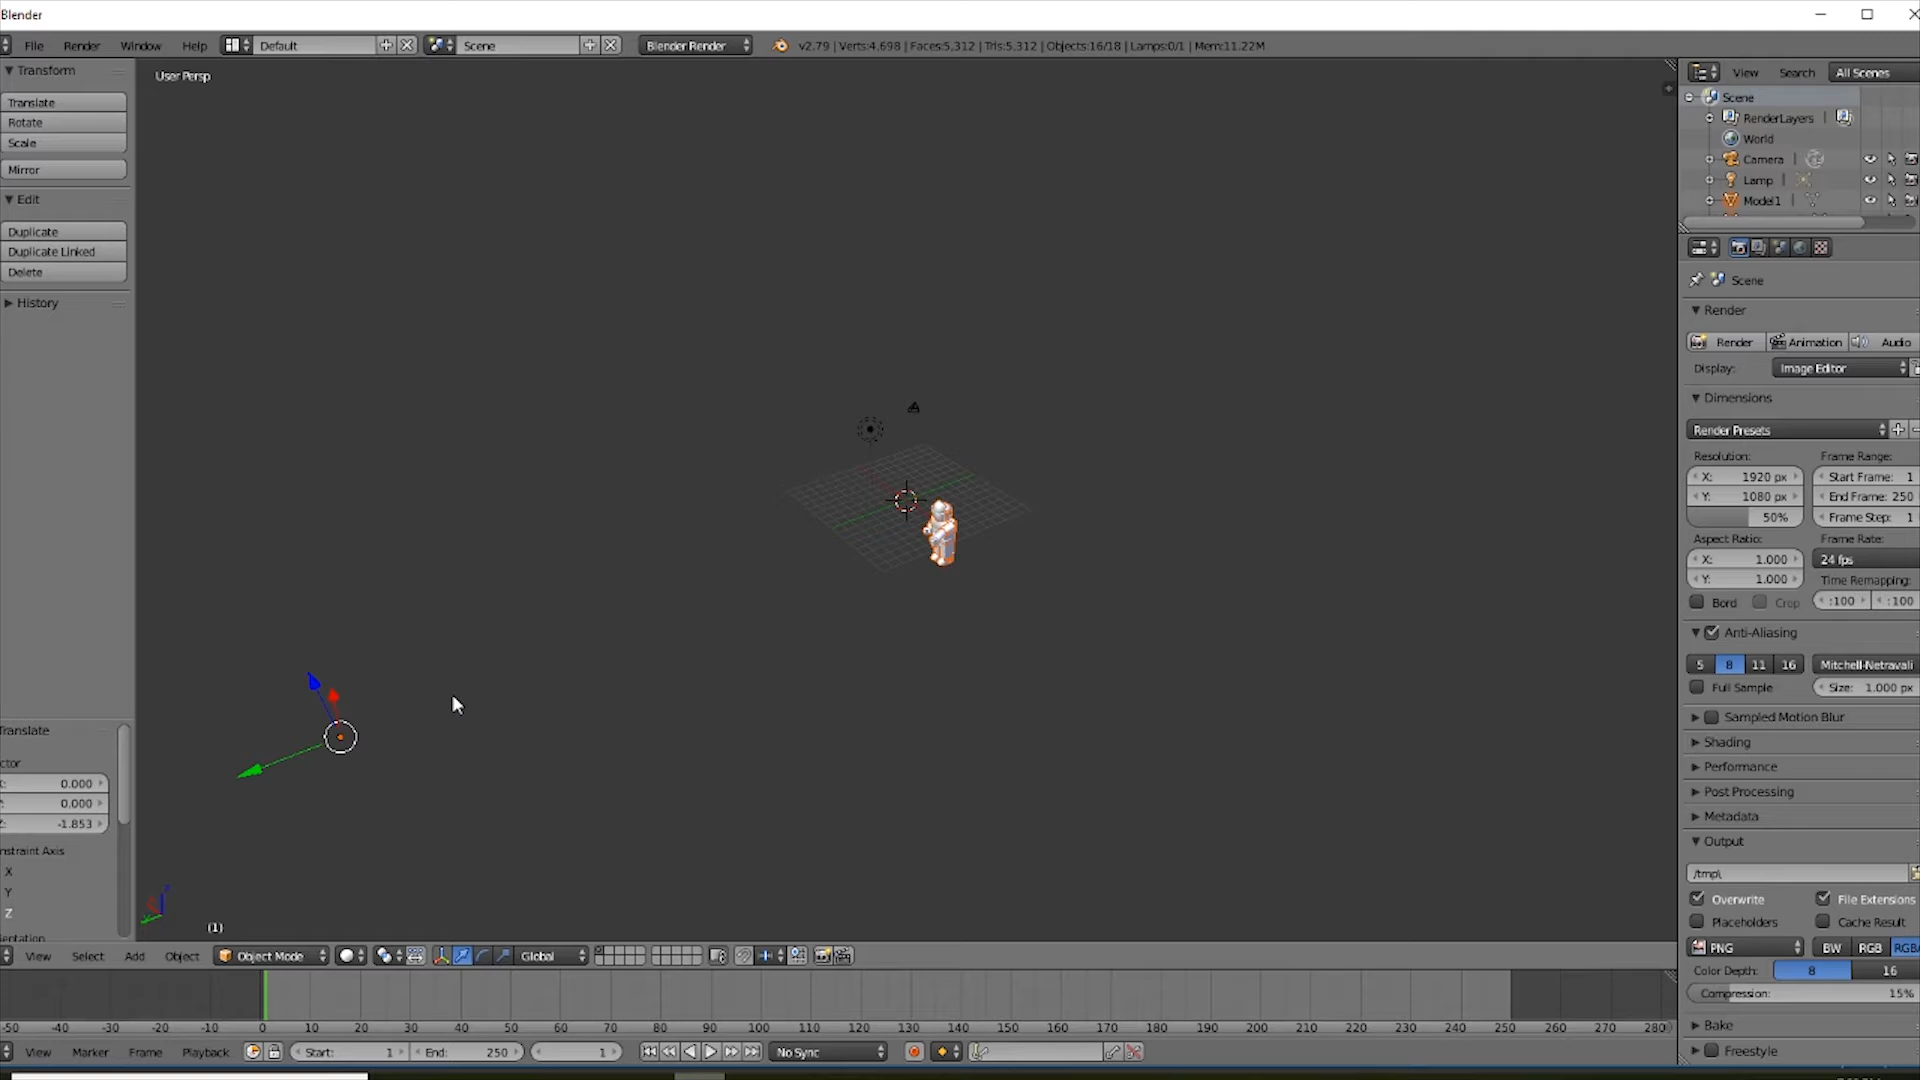 Blender
File Render Window Help Default Scene Blender Render v2.79 | Verts:4,698 | Faces:5,312 | Tris:5,312 | Objects:16/18 | Lamps:0/1 | Mem:11.22M
Transform
User Persp
View Search All Scenes
Translate
Rotate
Scale
Mirror
Edit
Duplicate
Duplicate Linked
Delete
History
Scene
RenderLayers
World
Camera
Lamp
Model1
Scene
Render
Render Animation Audio
Display: Image Editor
Dimensions
Render Presets
Resolution: Frame Range:
X: 1920 px Start Frame: 1
Y: 1080 px End Frame: 250
50% Frame Step: 1
Aspect Ratio: Frame Rate:
X: 1.000 24 fps
Y: 1.000 Time Remapping:
Bord Crop :100 :100
Anti-Aliasing
5 8 11 16 Mitchell-Netravali
Full Sample Size: 1.000 px
Sampled Motion Blur
Shading
Performance
Post Processing
Metadata
Output
/tmp\
Overwrite File Extensions
Placeholders Cache Result
PNG BW RGB RGBA
Color Depth: 8 16
Compression: 15%
Bake
Freestyle
ranslate
ctor
: 0.000
: 0.000
Z: -1.853
nstraint Axis
X
Y
Z
ientation
(1)
View Select Add Object Object Mode Global
-50 -40 -30 -20 -10 0 10 20 30 40 50 60 70 80 90 100 110 120 130 140 150 160 170 180 190 200 210 220 230 240 250 260 270 280
View Marker Frame Playback Start: 1 End: 250 1 No Sync